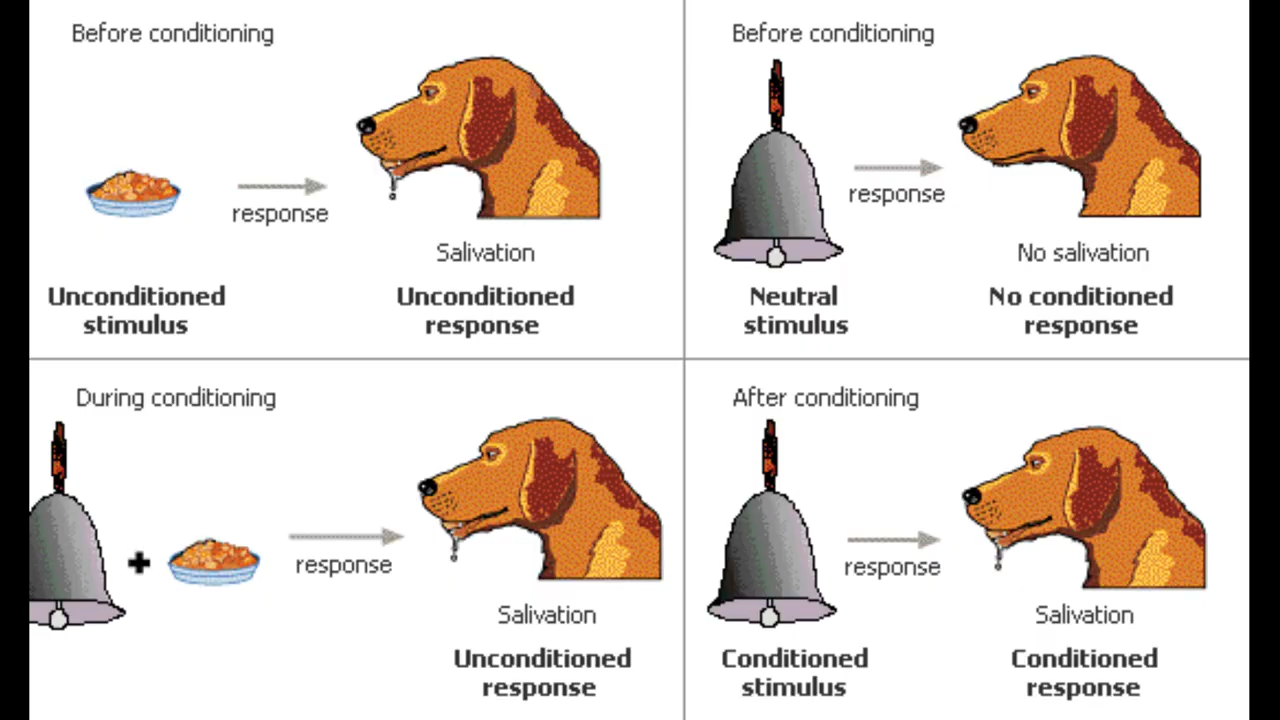 Before conditioning
response
Salivation
Unconditioned
stimulus
Unconditioned
response
Before conditioning
response
No salivation
Neutral
stimulus
No conditioned
response
During conditioning
+
response
Salivation
Unconditioned
response
After conditioning
response
Salivation
Conditioned
stimulus
Conditioned
response